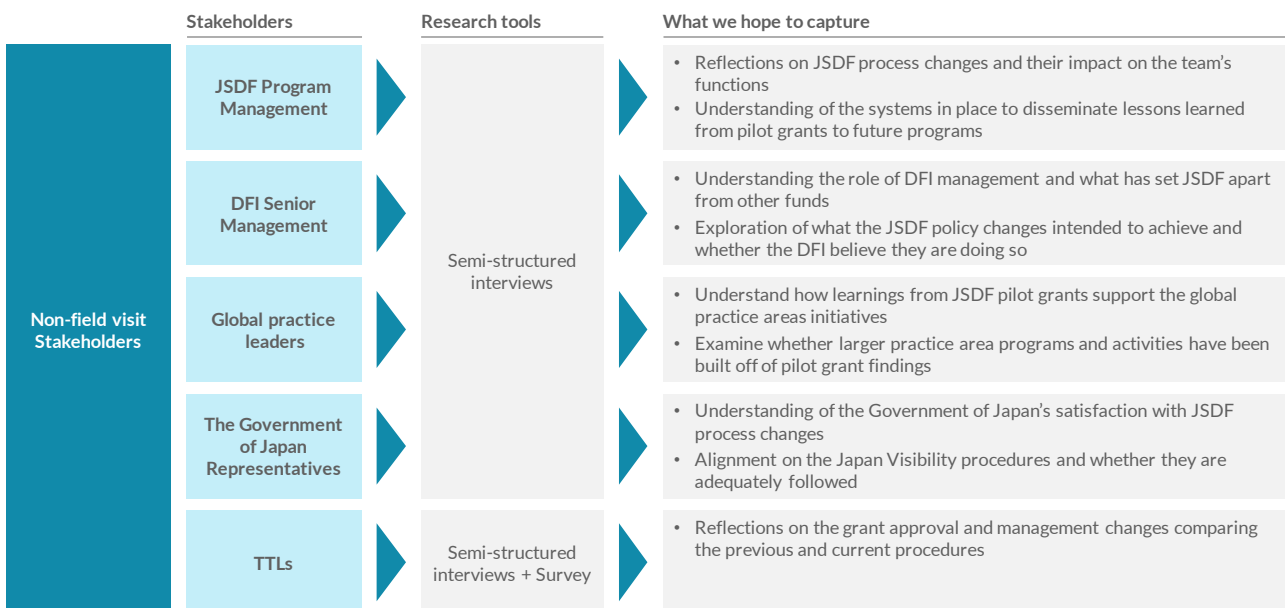 Stakeholders
Research tools
What we hope to capture
Non-field visit
Stakeholders
JSDF Program
Management
• Reflections on JSDF process changes and their impact on the team's
functions
• Understanding of the systems in place to disseminate lessons learned
from pilot grants to future programs
DFI Senior
Management
• Understanding the role of DFI management and what has set JSDF apart
from other funds
• Exploration of what the JSDF policy changes intended to achieve and
whether the DFI believe they are doing so
Semi-structured
interviews
Global practice
leaders
• Understand how learnings from JSDF pilot grants support the global
practice areas initiatives
• Examine whether larger practice area programs and activities have been
built off of pilot grant findings
The Government
of Japan
Representatives
• Understanding of the Government of Japan's satisfaction with JSDF
process changes
• Alignment on the Japan Visibility procedures and whether they are
adequately followed
TTLs
Semi-structured
interviews + Survey
• Reflections on the grant approval and management changes comparing
the previous and current procedures